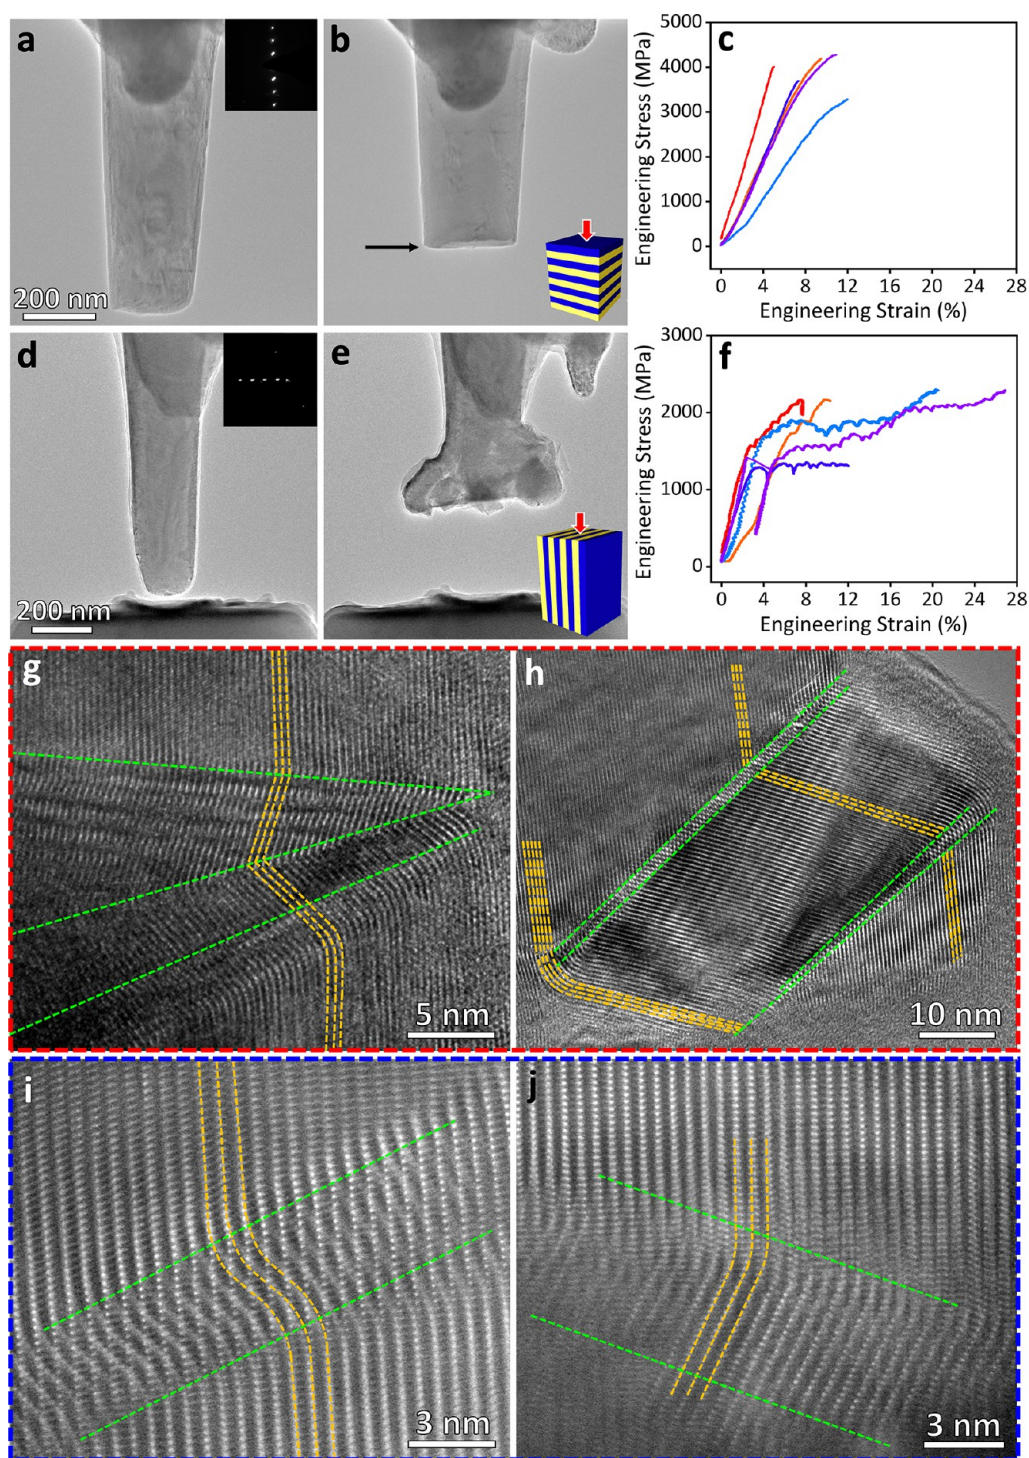 a
200 nm
b
c
Engineering Stress (MPa)
5000
4000
3000
2000
1000
0
0 4 8 12 16 20 24 28
Engineering Strain (%)
d
200 nm
e
f
Engineering Stress (MPa)
3000
2000
1000
0
0 4 8 12 16 20 24 28
Engineering Strain (%)
g
5 nm
h
10 nm
i
3 nm
j
3 nm